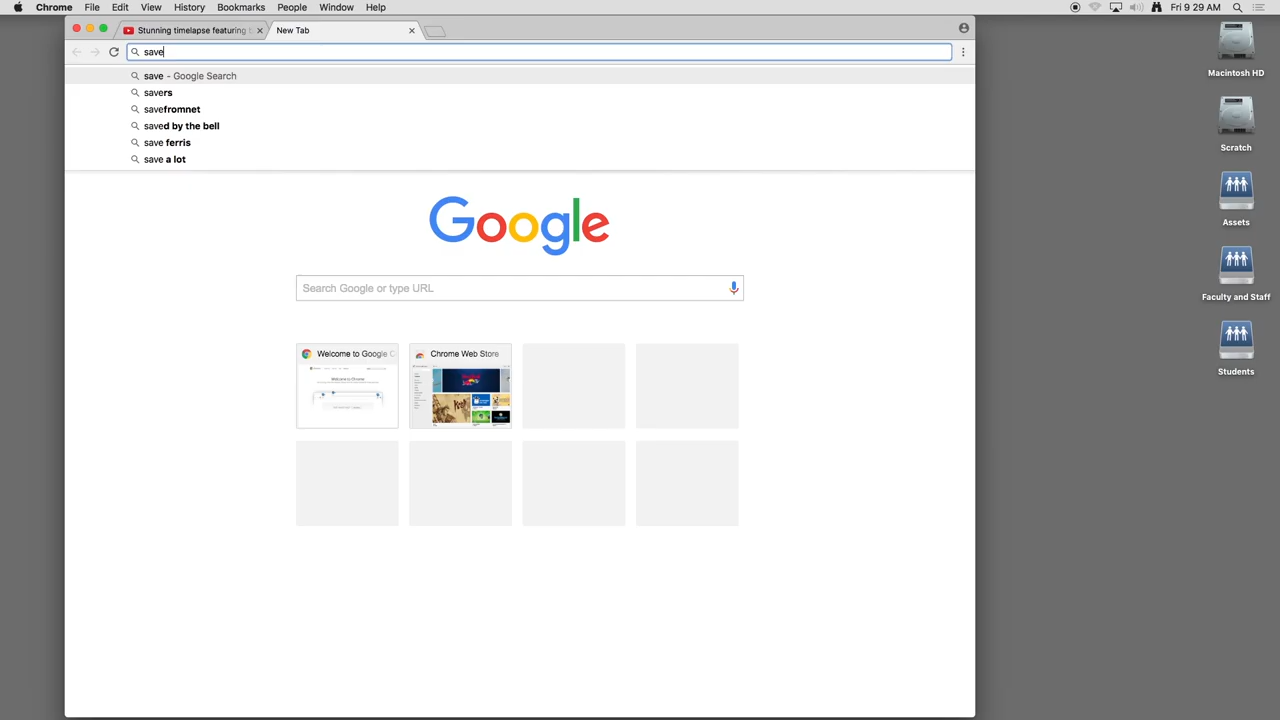 Chrome File Edit View History Bookmarks People Window Help Fri 9 29 AM
Stunning timelapse featuring New Tab
save
save - Google Search
savers
savefromnet
saved by the bell
save ferris
save a lot
Google
Search Google or type URL
Welcome to Google C Chrome Web Store
Macintosh HD
Scratch
Assets
Faculty and Staff
Students